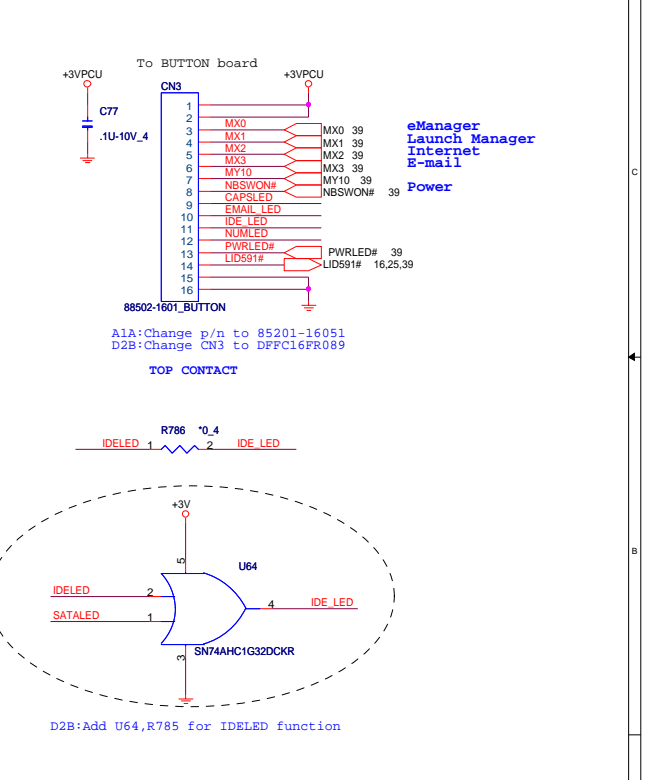 To BUTTON board
+3VPCU
+3VPCU
CN3
C77
.1U-10V_4
1
2
3 MX0 MX0 39 eManager
4 MX1 MX1 39 Launch Manager
5 MX2 MX2 39 Internet
6 MX3 MX3 39 E-mail
7 MY10 MY10 39
8 NBSWON# NBSWON# 39 Power
9 CAPSLED
10 EMAIL_LED
11 IDE_LED
12 NUMLED
13 PWRLED# PWRLED# 39
14 LID591# LID591# 16,25,39
15
16
88502-1601_BUTTON
A1A:Change p/n to 85201-16051
D2B:Change CN3 to DFFC16FR089
TOP CONTACT
R786 *0_4
IDELED 1 2 IDE_LED
+3V
5
U64
IDELED 2
4 IDE_LED
SATALED 1
3
SN74AHC1G32DCKR
D2B:Add U64,R785 for IDELED function
C
B